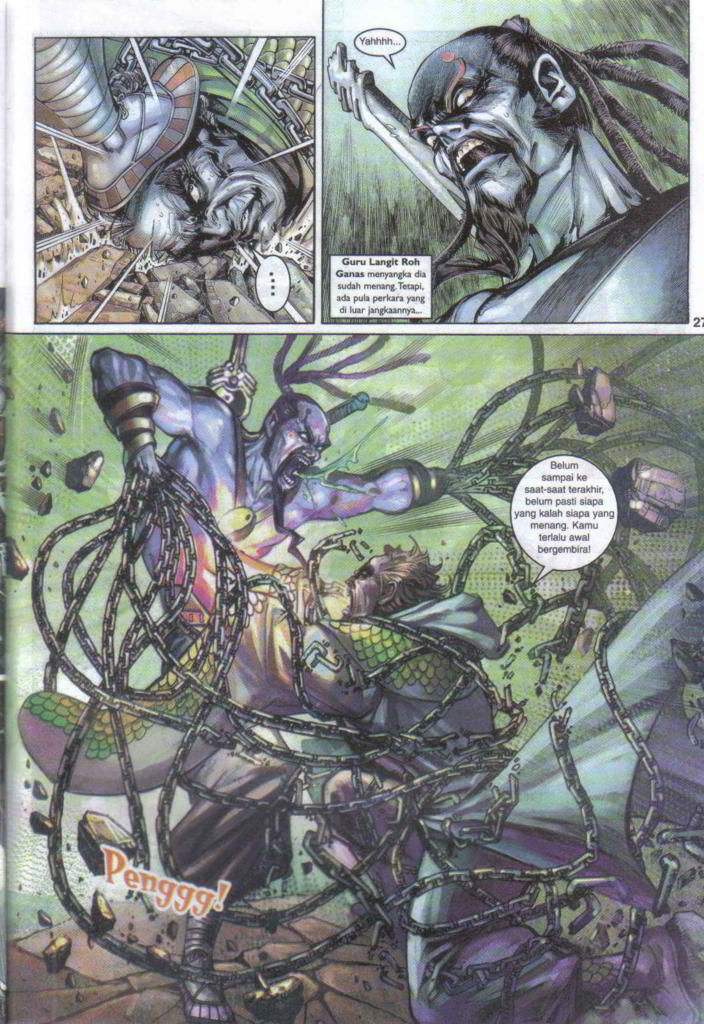 ....
Yahhhh...
Guru Langit Roh
Ganas menyangka dia
sudah menang. Tetapi,
ada pula perkara yang
di luar jangkaannya...
27
Belum
sampai ke
saat-saat terakhir,
belum pasti siapa
yang kalah siapa yang
menang. Kamu
terlalu awal
bergembira!
Penggg!